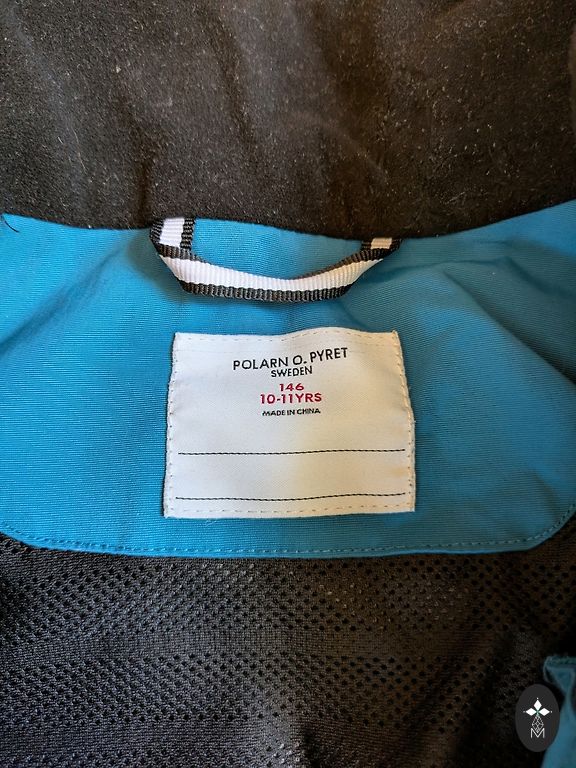 POLARN O. PYRET
SWEDEN
146
10-11YRS
MADE IN CHINA